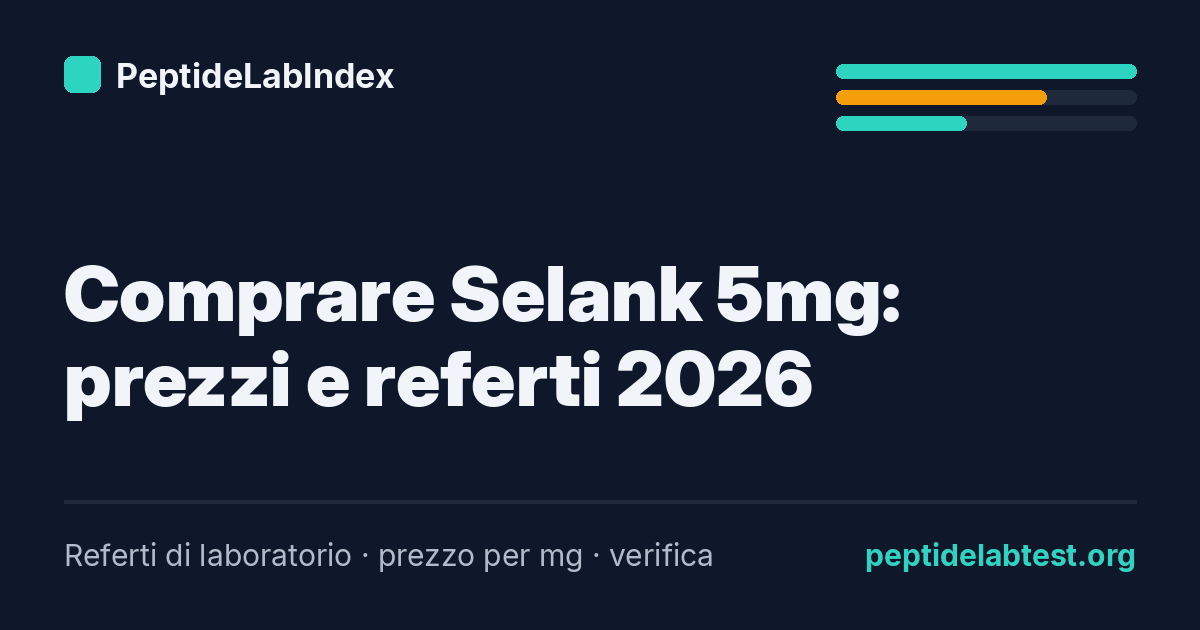 PeptideLabIndex
Comprare Selank 5mg:
prezzi e referti 2026
Referti di laboratorio · prezzo per mg · verifica
peptidelabtest.org